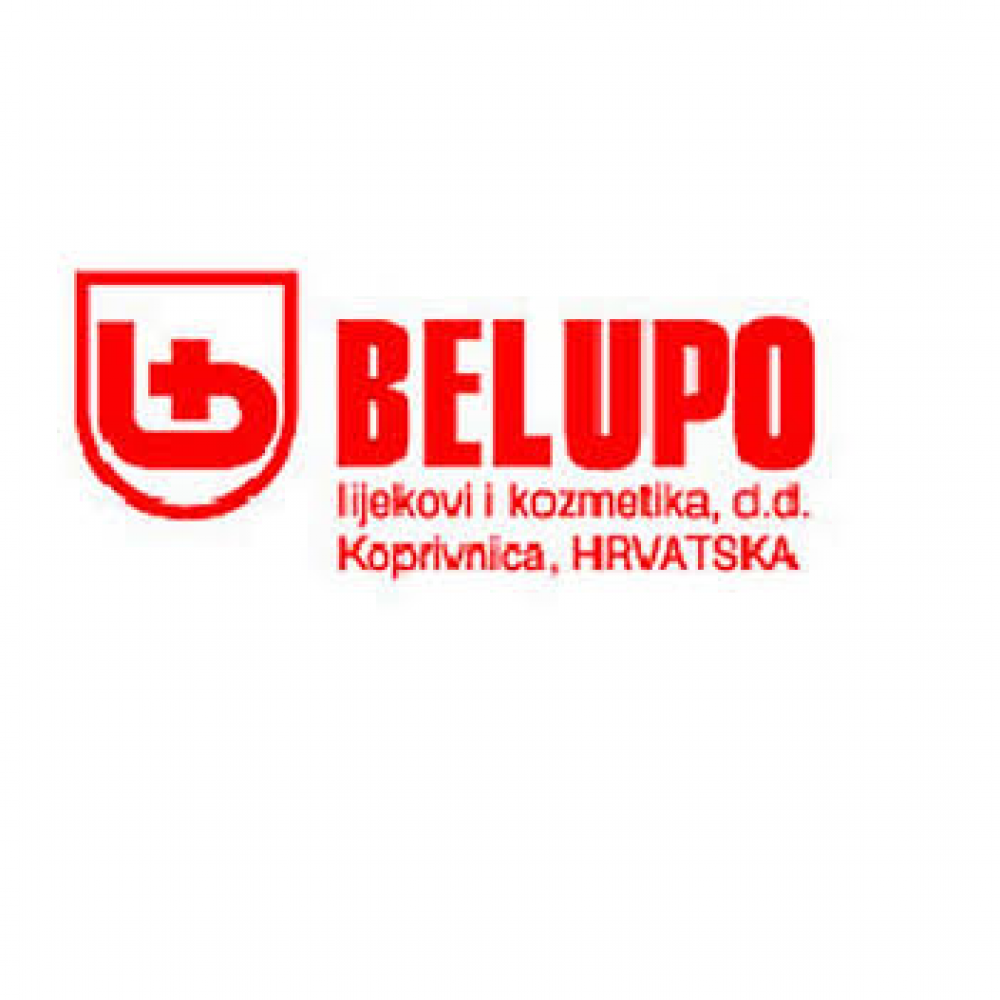 BELUPO
lijekovi i kozmetika, d.d.
Koprivnica, HRVATSKA